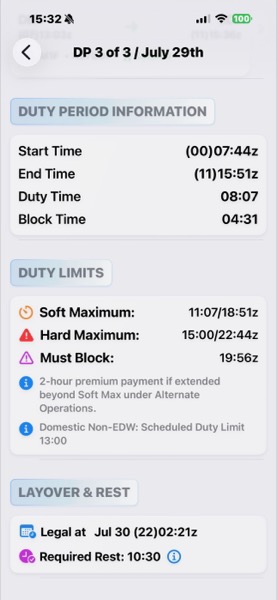 15:32
100
DP 3 of 3 / July 29th
DUTY PERIOD INFORMATION
Start Time (00)07:44z
End Time (11)15:51z
Duty Time 08:07
Block Time 04:31
DUTY LIMITS
Soft Maximum: 11:07/18:51z
Hard Maximum: 15:00/22:44z
Must Block: 19:56z
2-hour premium payment if extended
beyond Soft Max under Alternate
Operations.
Domestic Non-EDW: Scheduled Duty Limit
13:00
LAYOVER & REST
Legal at Jul 30 (22)02:21z
Required Rest: 10:30